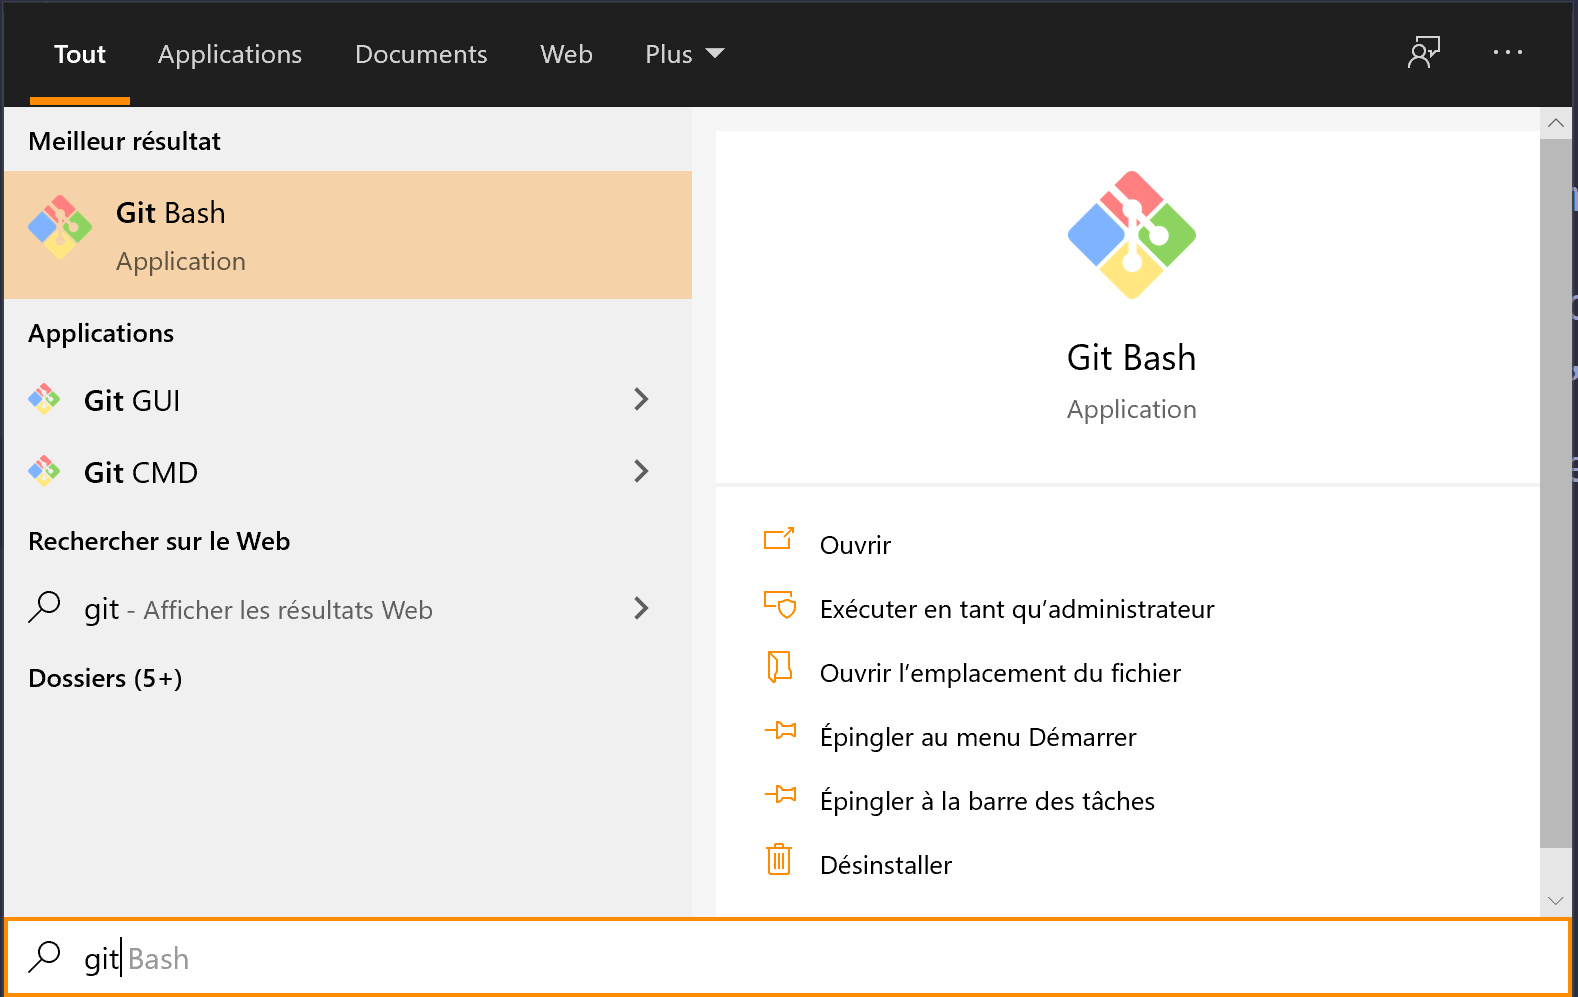 Tout
Applications
Documents
Web
Plus
Meilleur résultat
Git Bash
Application
Applications
Git GUI
Git CMD
Rechercher sur le Web
git - Afficher les résultats Web
Dossiers (5+)
Git Bash
Application
Ouvrir
Exécuter en tant qu’administrateur
Ouvrir l’emplacement du fichier
Épingler au menu Démarrer
Épingler à la barre des tâches
Désinstaller
git Bash